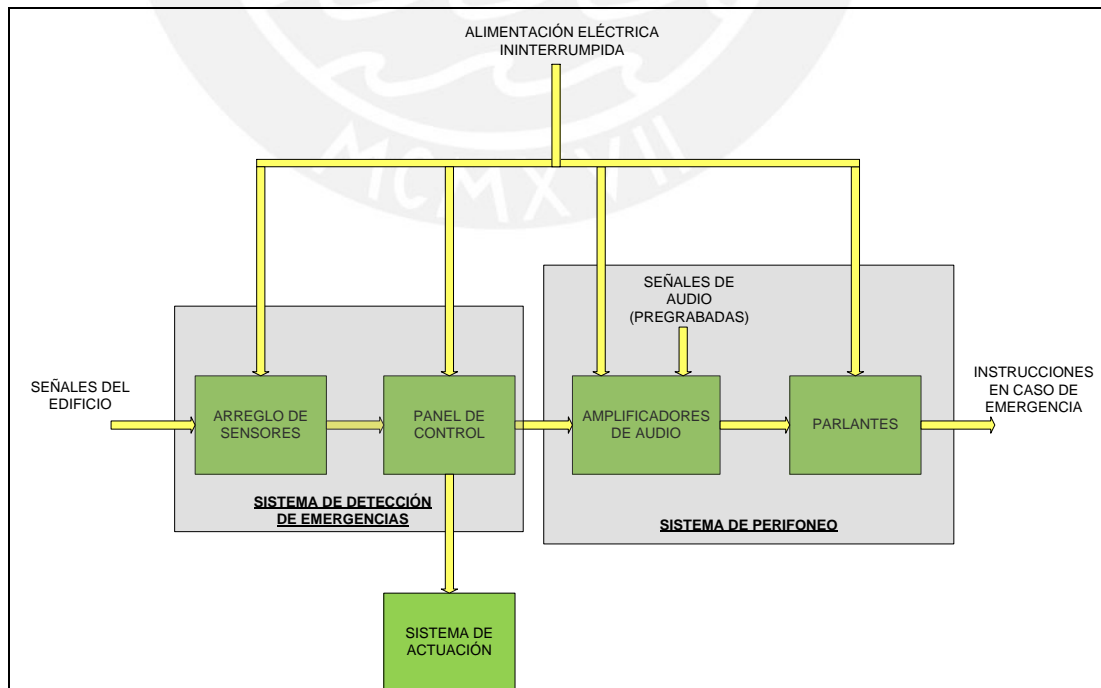 ALIMENTACIÓN ELÉCTRICA
ININTERRUMPIDA
MCMXVII
SEÑALES DE
AUDIO
(PREGRABADAS)
SEÑALES DEL
EDIFICIO
ARREGLO DE
SENSORES
PANEL DE
CONTROL
AMPLIFICADORES
DE AUDIO
PARLANTES
INSTRUCCIONES
EN CASO DE
EMERGENCIA
SISTEMA DE DETECCIÓN
DE EMERGENCIAS
SISTEMA DE PERIFONEO
SISTEMA DE
ACTUACIÓN